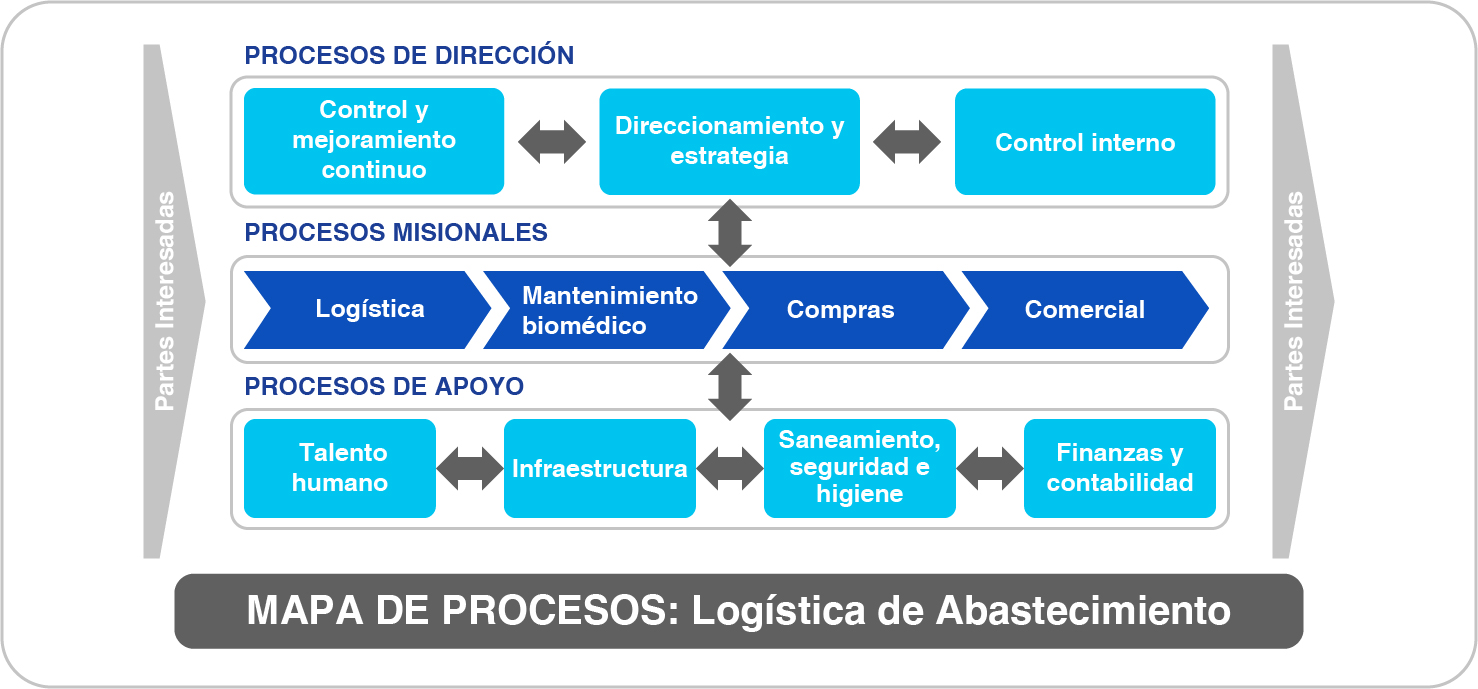 PROCESOS DE DIRECCIÓN
Control y
mejoramiento
continuo
Direccionamiento y
estrategia
Control interno
Partes Interesadas
PROCESOS MISIONALES
Logística
Mantenimiento
biomédico
Compras
Comercial
PROCESOS DE APOYO
Talento
humano
Infraestructura
Saneamiento,
seguridad e
higiene
Finanzas y
contabilidad
Partes Interesadas
MAPA DE PROCESOS: Logística de Abastecimiento